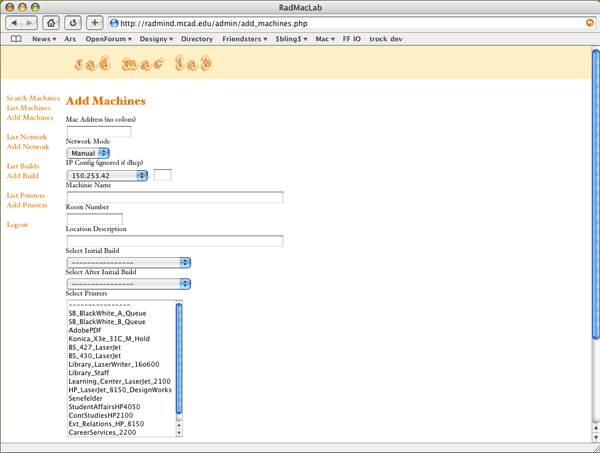 RadMacLab
http://radmind.mcad.edu/admin/add_machines.php
News Ars OpenForum Designy Directory Friendsters $bling$ Mac FF IO trock dev
rad mac lab
Search Machines
List Machines
Add Machines
List Network
Add Network
List Builds
Add Build
List Printers
Add Printers
Logout
Add Machines
Mac Address (no colons)
Network Mode
Manual
IP Config (ignored if dhcp)
150.253.42 .
Machinie Name
Room Number
Location Description
Select Initial Build
----------------
Select After Initial Build
----------------
Select Printers
----------------
SB_BlackWhite_A_Queue
SB_BlackWhite_B_Queue
AdobePDF
Konica_X3e_31C_M_Hold
BS_427_LaserJet
BS_430_LaserJet
Library_LaserWriter_16o600
Library_Staff
Learning_Center_LaserJet_2100
HP_LaserJet_8150_DesignWorks
Senefelder
StudentAffairsHP4050
ContStudiesHP2100
Ext_Relations_HP_8150
CareerServices_2200